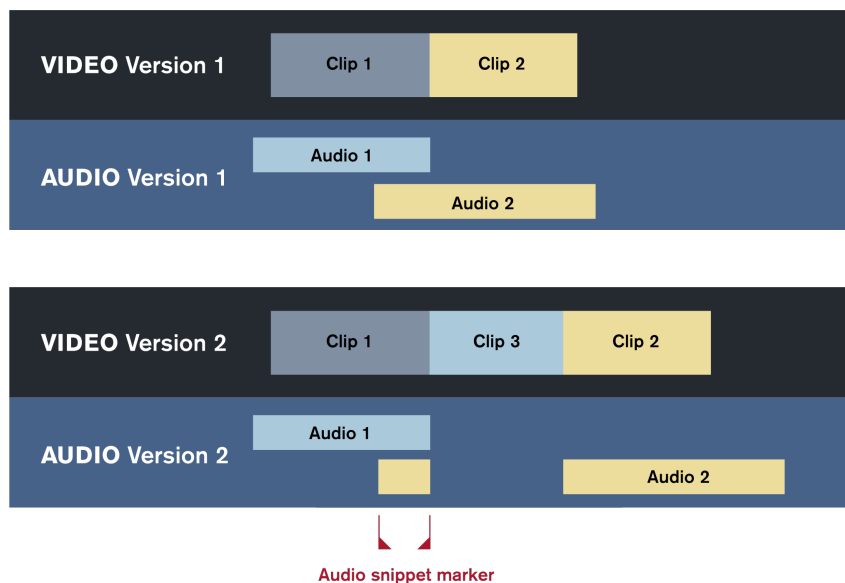 VIDEO Version 1
Clip 1
Clip 2
AUDIO Version 1
Audio 1
Audio 2
VIDEO Version 2
Clip 1
Clip 3
Clip 2
AUDIO Version 2
Audio 1
Audio 2
Audio snippet marker